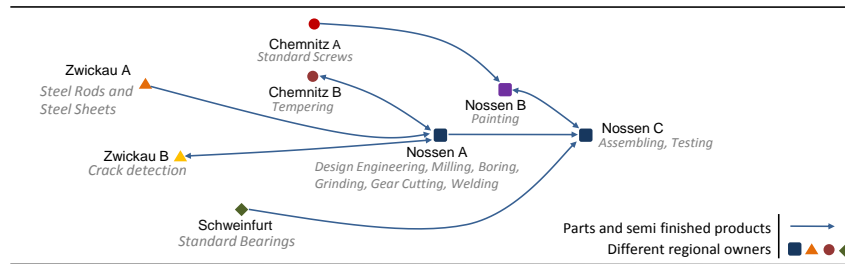 Chemnitz A
Standard Screws
Zwickau A
Steel Rods and
Steel Sheets
Chemnitz B
Tempering
Nossen B
Painting
Nossen C
Assembling, Testing
Zwickau B
Crack detection
Nossen A
Design Engineering, Milling, Boring,
Grinding, Gear Cutting, Welding
Schweinfurt
Standard Bearings
Parts and semi finished products
Different regional owners